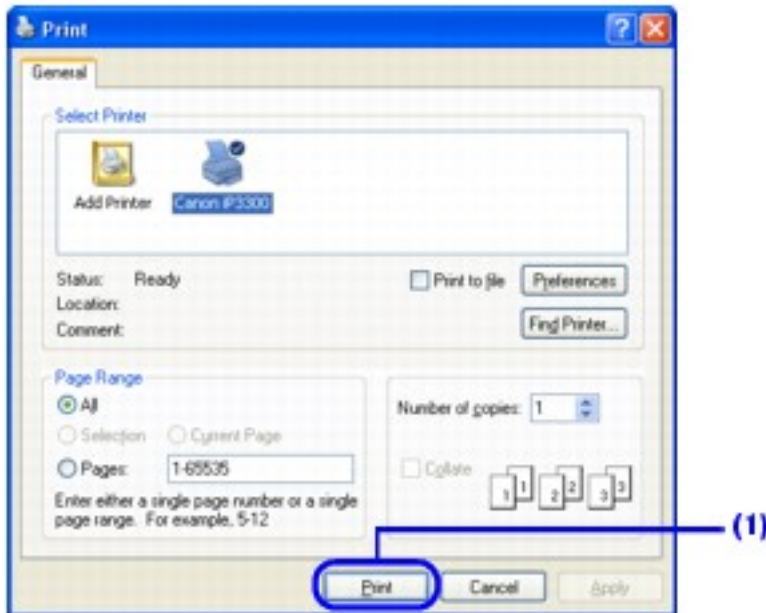 Print
General
Select Printer
Add Printer
Canon iP3300
Status: Ready
Location:
Comment:
Print to file
Preferences
Find Printer...
Page Range
All
Selection Current Page
Pages: 1-65535
Enter either a single page number or a single
page range. For example, 5-12
Number of copies: 1
Collate
1 1 2 2 3 3
(1)
Print Cancel Apply